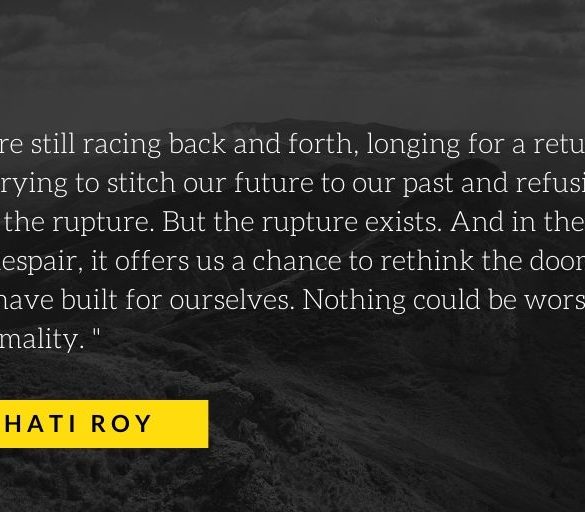 re still racing back and forth, longing for a retu
rying to stitch our future to our past and refusi
the rupture. But the rupture exists. And in the
espair, it offers us a chance to rethink the doom
have built for ourselves. Nothing could be wors
mality. "
HATI ROY